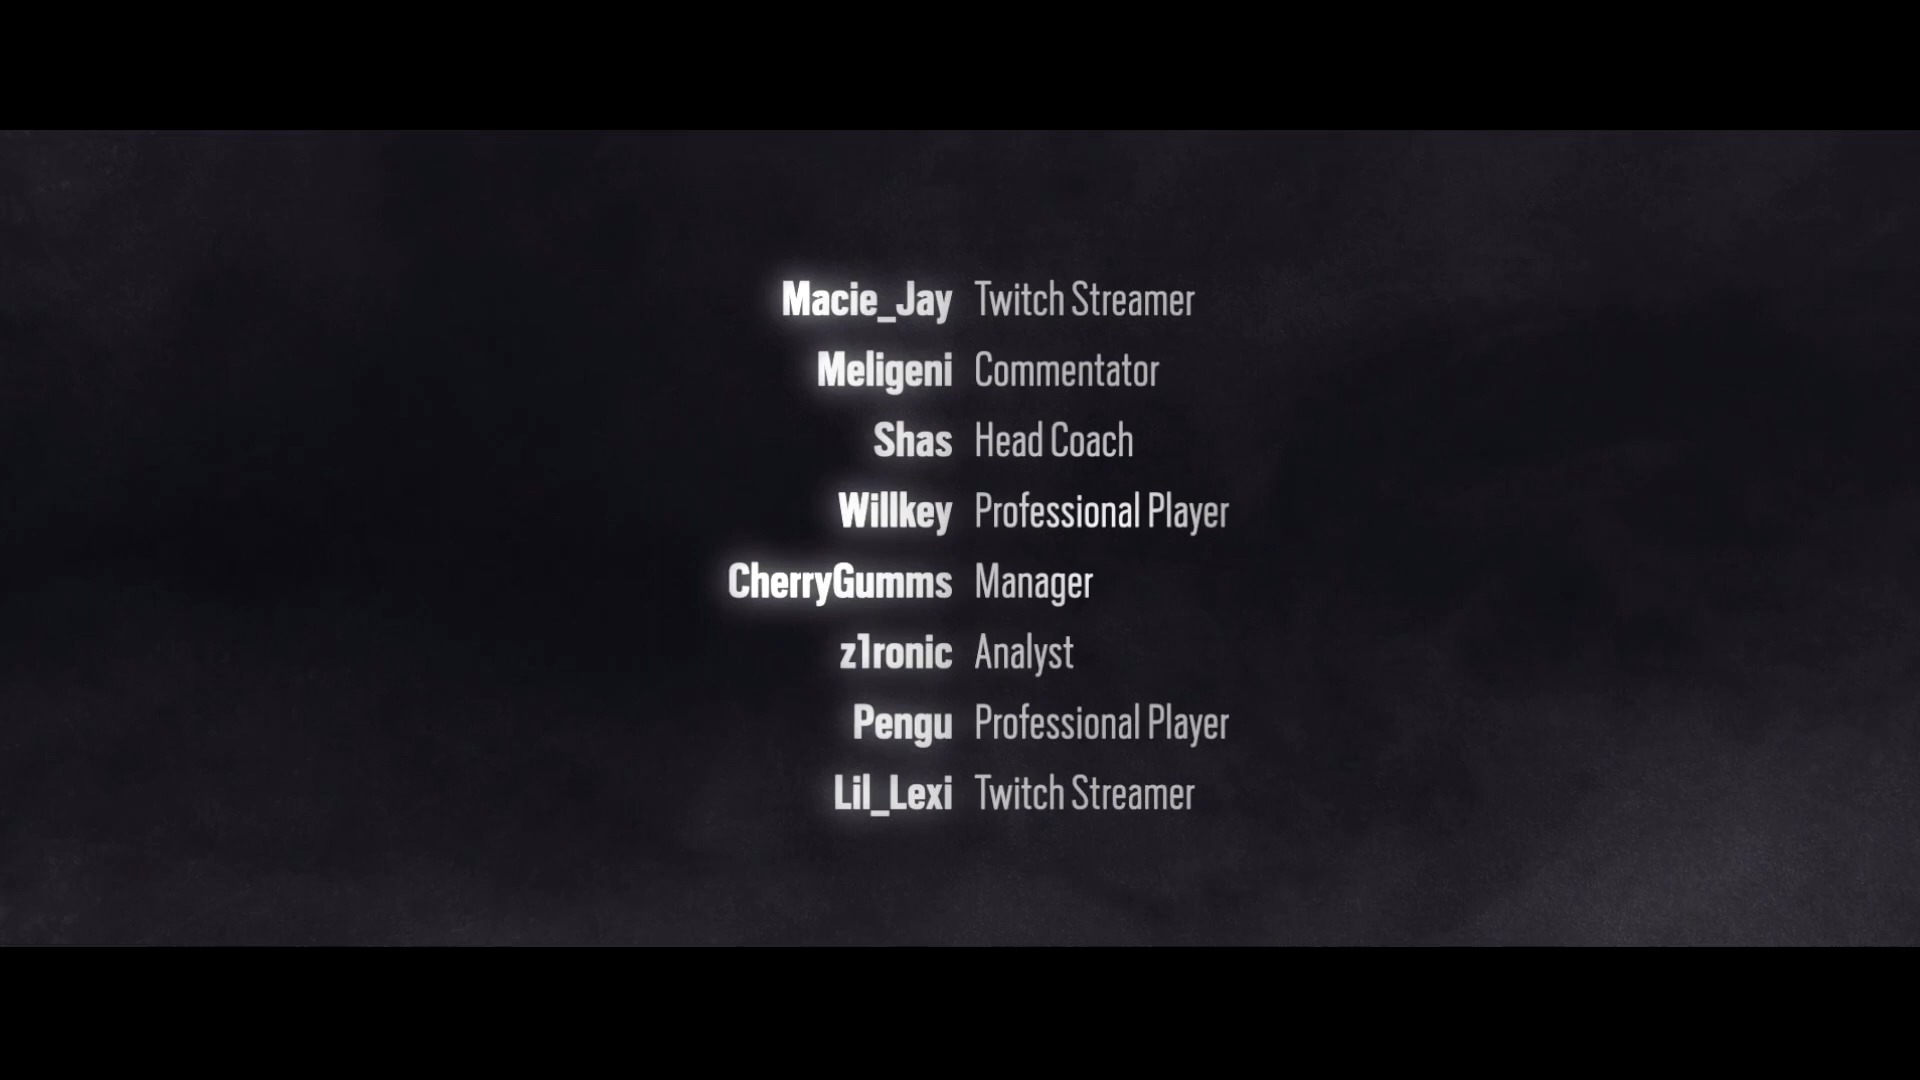 Macie_Jay Twitch Streamer
Meligeni Commentator
Shas Head Coach
Willkey Professional Player
CherryGumms Manager
z1ronic Analyst
Pengu Professional Player
Lil_Lexi Twitch Streamer